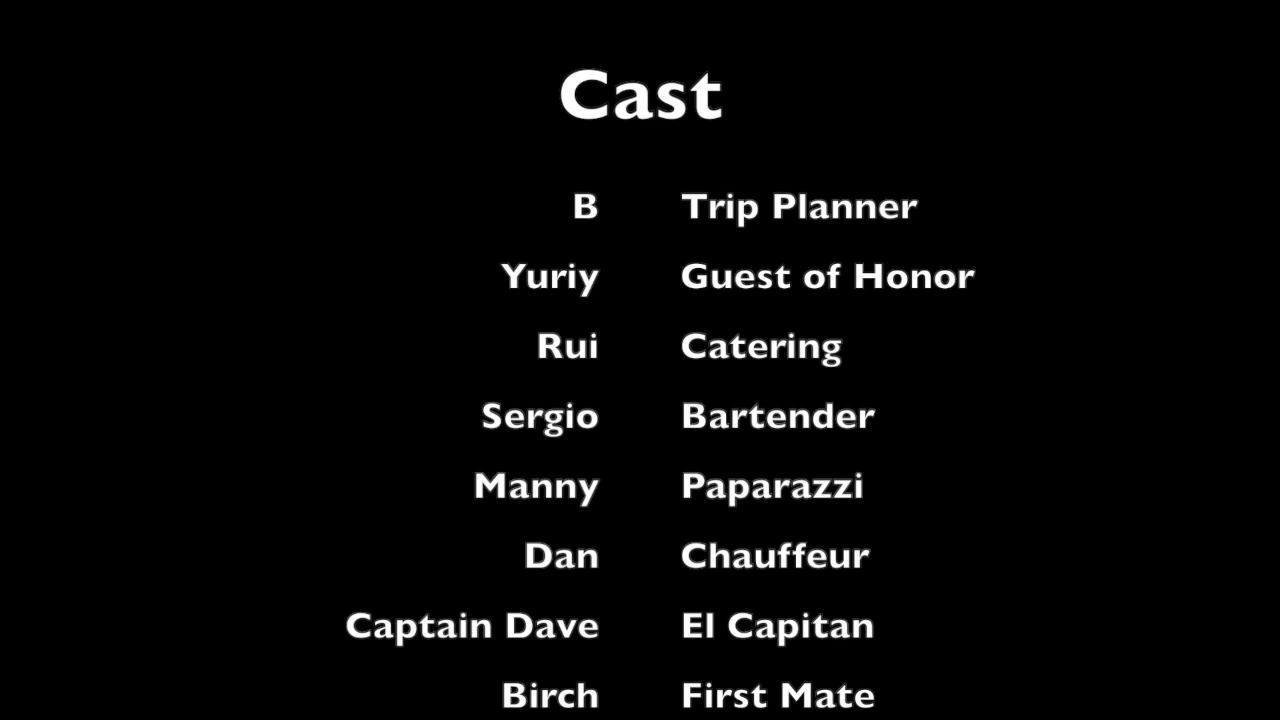 Cast
B Trip Planner
Yuriy Guest of Honor
Rui Catering
Sergio Bartender
Manny Paparazzi
Dan Chauffeur
Captain Dave El Capitan
Birch First Mate